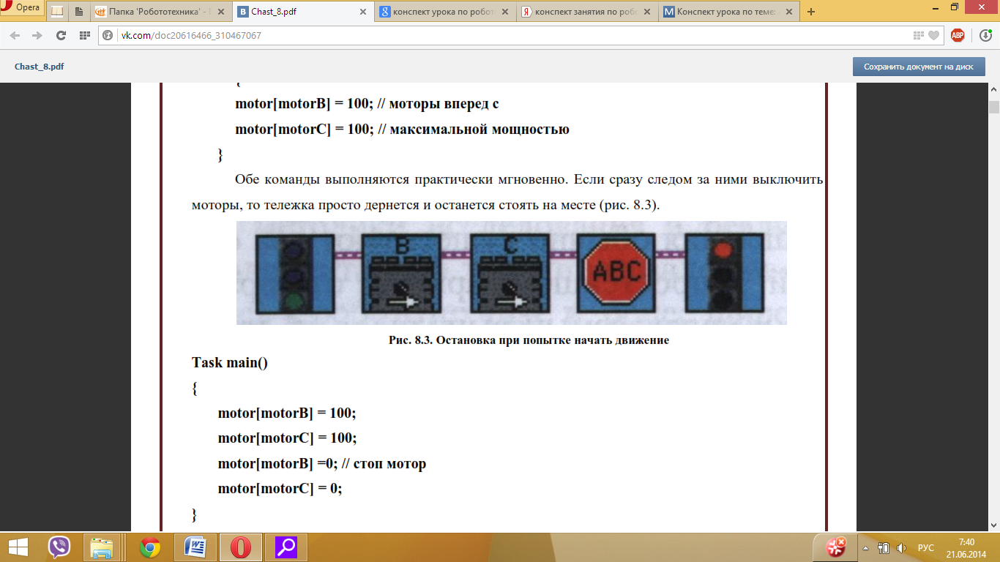 Opera
Папка 'Робототехника' -
Chast_8.pdf
конспект урока по робот
конспект занятия по роб
Конспект урока по теме:
vk.com/doc20616466_310467067
ABP
Chast_8.pdf
Сохранить документ на диск
{
motor[motorB] = 100; // моторы вперед с
motor[motorC] = 100; // максимальной мощностью
}
Обе команды выполняются практически мгновенно. Если сразу следом за ними выключить
моторы, то тележка просто дернется и останется стоять на месте (рис. 8.3).
B
C
ABC
Рис. 8.3. Остановка при попытке начать движение
Task main()
{
motor[motorB] = 100;
motor[motorC] = 100;
motor[motorB] =0; // стоп мотор
motor[motorC] = 0;
}
РУС
7:40
21.06.2014